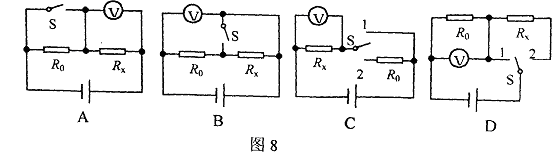 S V R₀ Rₓ A
V S R₀ Rₓ B
V 1 S Rₓ 2 R₀ C
R₀ Rₓ V 1 2 S D
图8